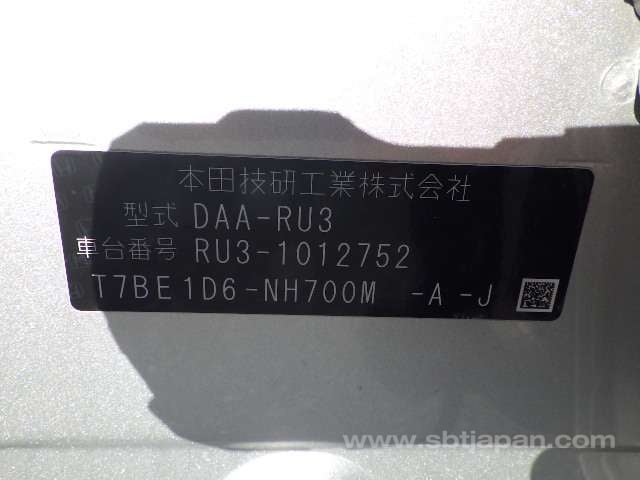 本田技研工業株式会社
型式 DAA-RU3
車台番号 RU3-1012752
T7BE1D6-NH700M -A -J
www.sbtjapan.com